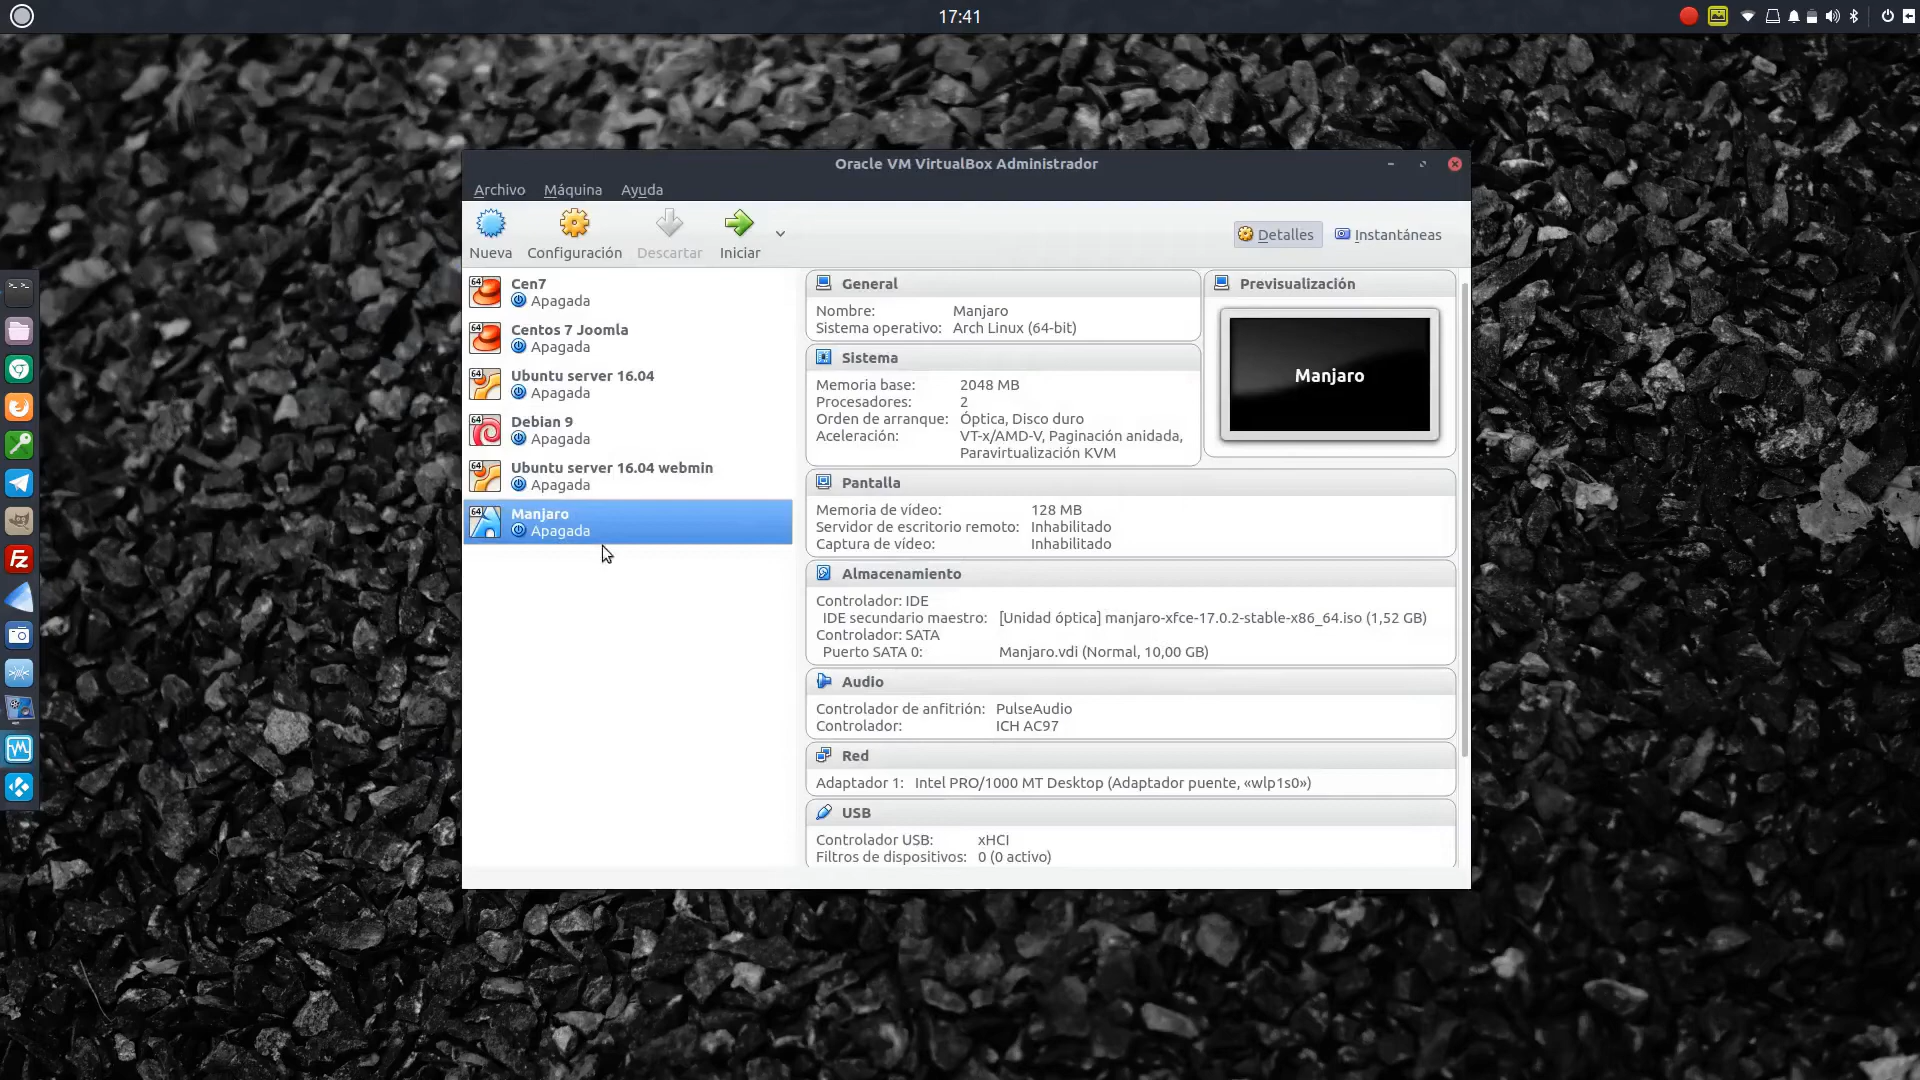 17:41
Oracle VM VirtualBox Administrador
Archivo Máquina Ayuda
Nueva Configuración Descartar Iniciar
Detalles Instantáneas
64 Cen7
Apagada
64 Centos 7 Joomla
Apagada
64 Ubuntu server 16.04
Apagada
64 Debian 9
Apagada
64 Ubuntu server 16.04 webmin
Apagada
64 Manjaro
Apagada
General
Nombre: Manjaro
Sistema operativo: Arch Linux (64-bit)
Previsualización
Manjaro
Sistema
Memoria base: 2048 MB
Procesadores: 2
Orden de arranque: Óptica, Disco duro
Aceleración: VT-x/AMD-V, Paginación anidada,
Paravirtualización KVM
Pantalla
Memoria de vídeo: 128 MB
Servidor de escritorio remoto: Inhabilitado
Captura de vídeo: Inhabilitado
Almacenamiento
Controlador: IDE
IDE secundario maestro: [Unidad óptica] manjaro-xfce-17.0.2-stable-x86_64.iso (1,52 GB)
Controlador: SATA
Puerto SATA 0: Manjaro.vdi (Normal, 10,00 GB)
Audio
Controlador de anfitrión: PulseAudio
Controlador: ICH AC97
Red
Adaptador 1: Intel PRO/1000 MT Desktop (Adaptador puente, «wlp1s0»)
USB
Controlador USB: xHCI
Filtros de dispositivos: 0 (0 activo)
Fz